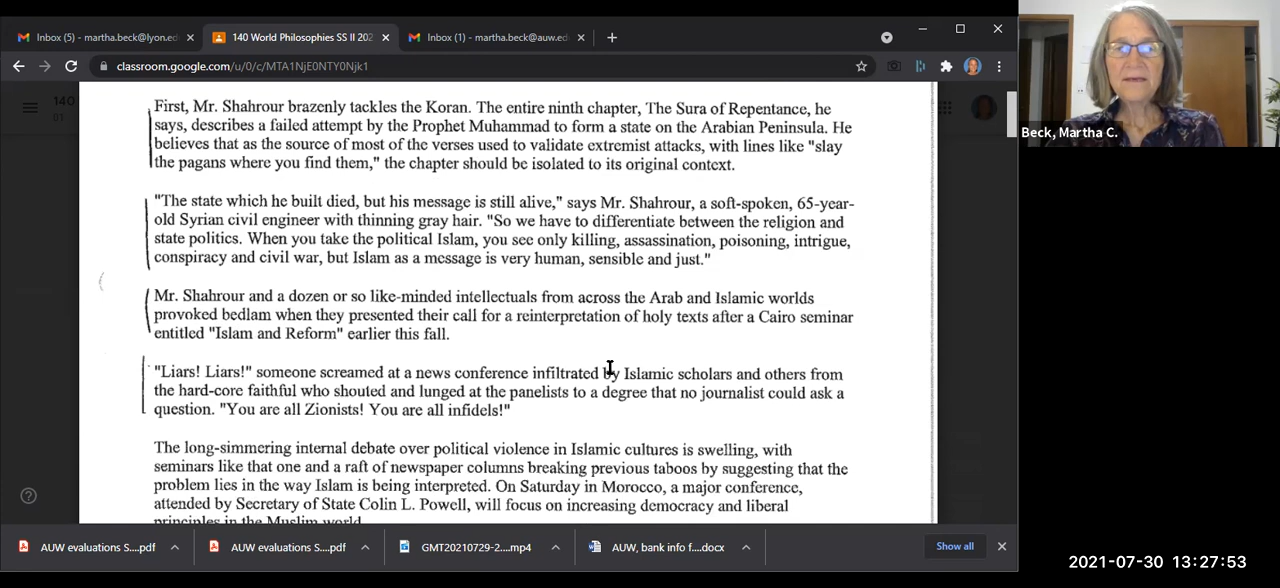 Inbox (5) - martha.beck@lyon.ed
140 World Philosophies SS II 202
Inbox (1) - martha.beck@auw.ed
classroom.google.com/u/0/c/MTA1NjE0NTY0Njk1
140
01
First, Mr. Shahrour brazenly tackles the Koran. The entire ninth chapter, The Sura of Repentance, he
says, describes a failed attempt by the Prophet Muhammad to form a state on the Arabian Peninsula. He
believes that as the source of most of the verses used to validate extremist attacks, with lines like "slay
the pagans where you find them," the chapter should be isolated to its original context.
"The state which he built died, but his message is still alive," says Mr. Shahrour, a soft-spoken, 65-year-
old Syrian civil engineer with thinning gray hair. "So we have to differentiate between the religion and
state politics. When you take the political Islam, you see only killing, assassination, poisoning, intrigue,
conspiracy and civil war, but Islam as a message is very human, sensible and just."
Mr. Shahrour and a dozen or so like-minded intellectuals from across the Arab and Islamic worlds
provoked bedlam when they presented their call for a reinterpretation of holy texts after a Cairo seminar
entitled "Islam and Reform" earlier this fall.
"Liars! Liars!" someone screamed at a news conference infiltrated by Islamic scholars and others from
the hard-core faithful who shouted and lunged at the panelists to a degree that no journalist could ask a
question. "You are all Zionists! You are all infidels!"
The long-simmering internal debate over political violence in Islamic cultures is swelling, with
seminars like that one and a raft of newspaper columns breaking previous taboos by suggesting that the
problem lies in the way Islam is being interpreted. On Saturday in Morocco, a major conference,
attended by Secretary of State Colin L. Powell, will focus on increasing democracy and liberal
principles in the Muslim world.
Beck, Martha C.
AUW evaluations S....pdf
AUW evaluations S....pdf
GMT20210729-2....mp4
AUW, bank info f....docx
Show all
2021-07-30 13:27:53